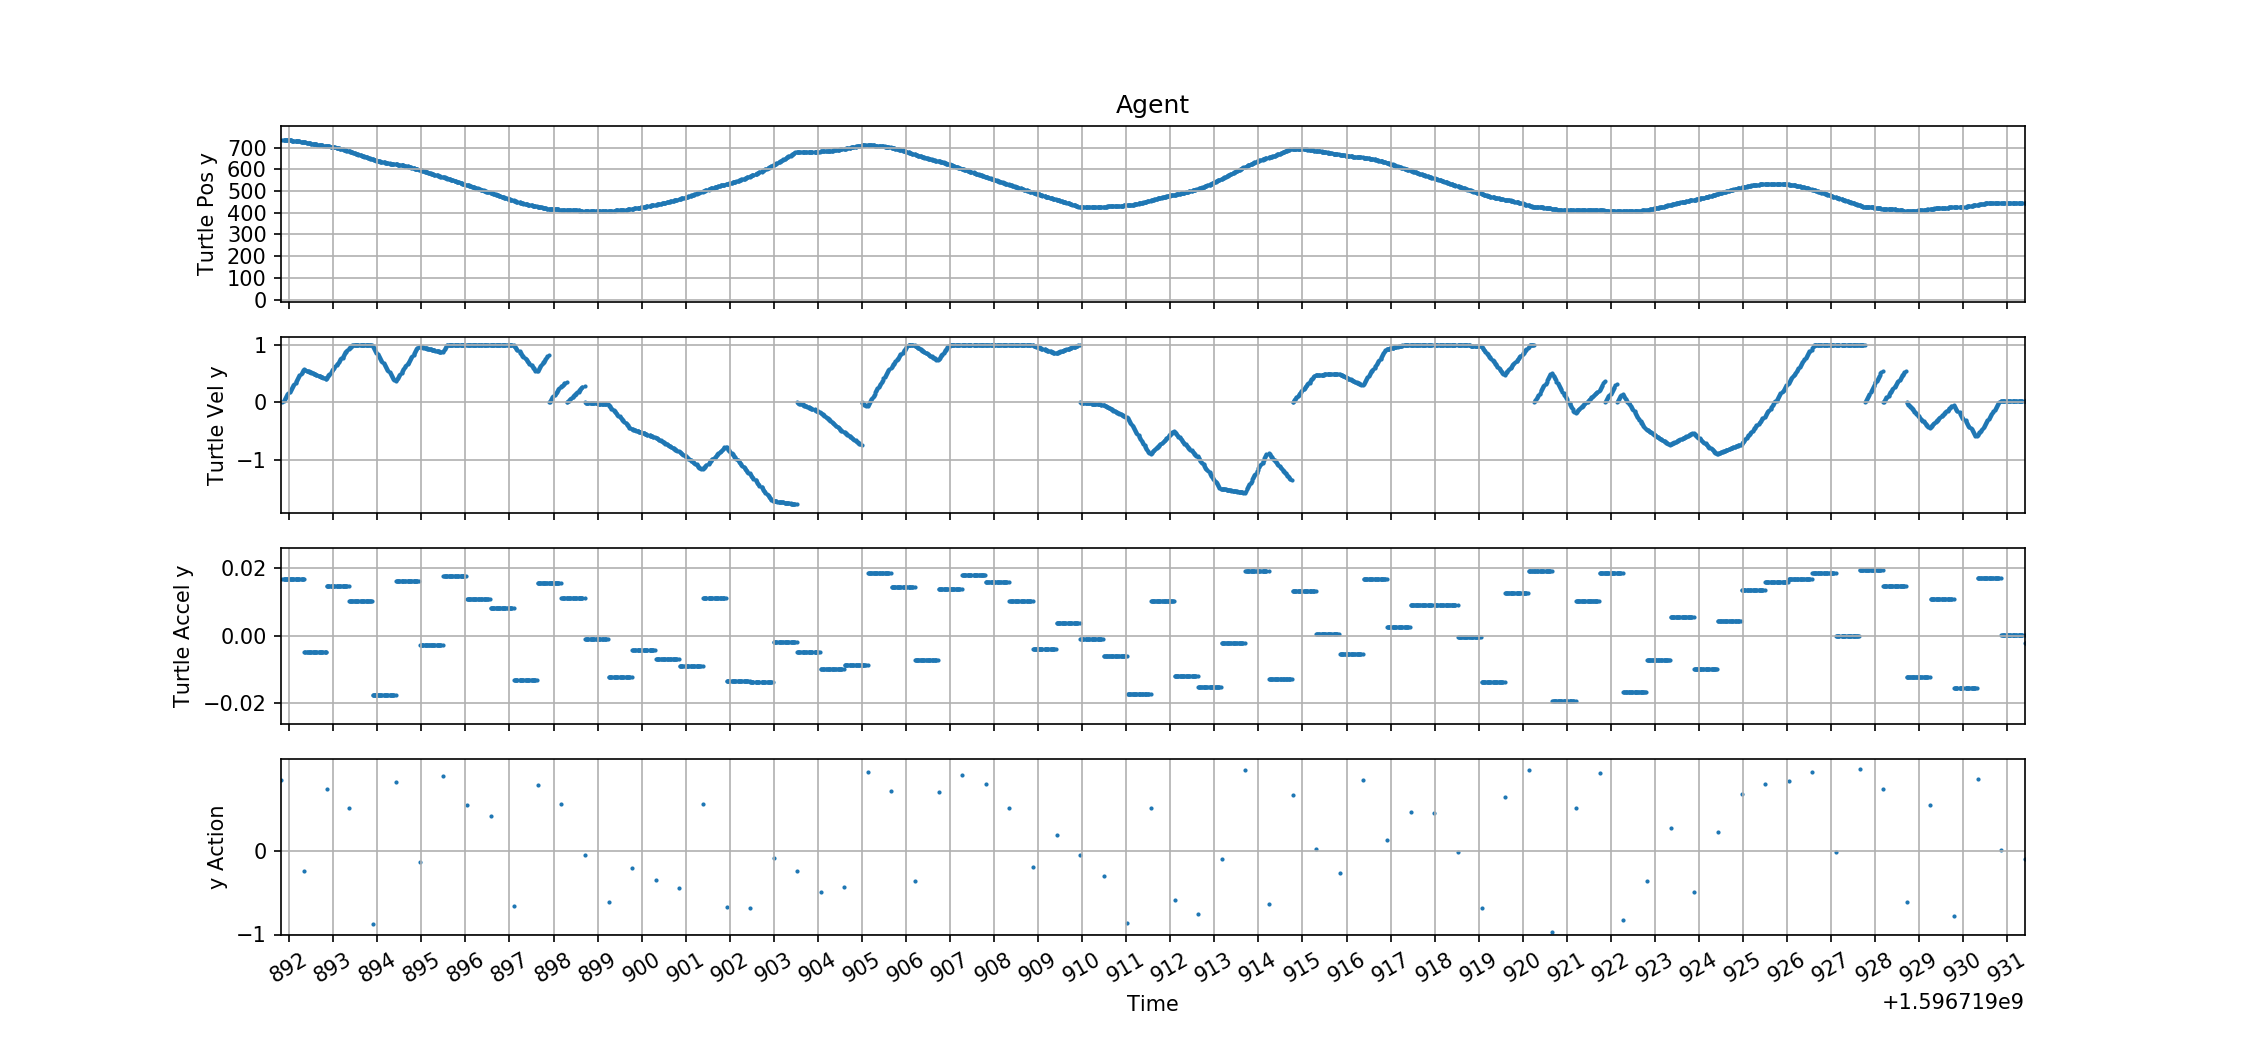 Agent
Turtle Pos y
700
600
500
400
300
200
100
0
Turtle Vel y
1
0
−1
Turtle Accel y
0.02
0.00
−0.02
y Action
0
−1
892 893 894 895 896 897 898 899 900 901 902 903 904 905 906 907 908 909 910 911 912 913 914 915 916 917 918 919 920 921 922 923 924 925 926 927 928 929 930 931
Time
+1.596719e9